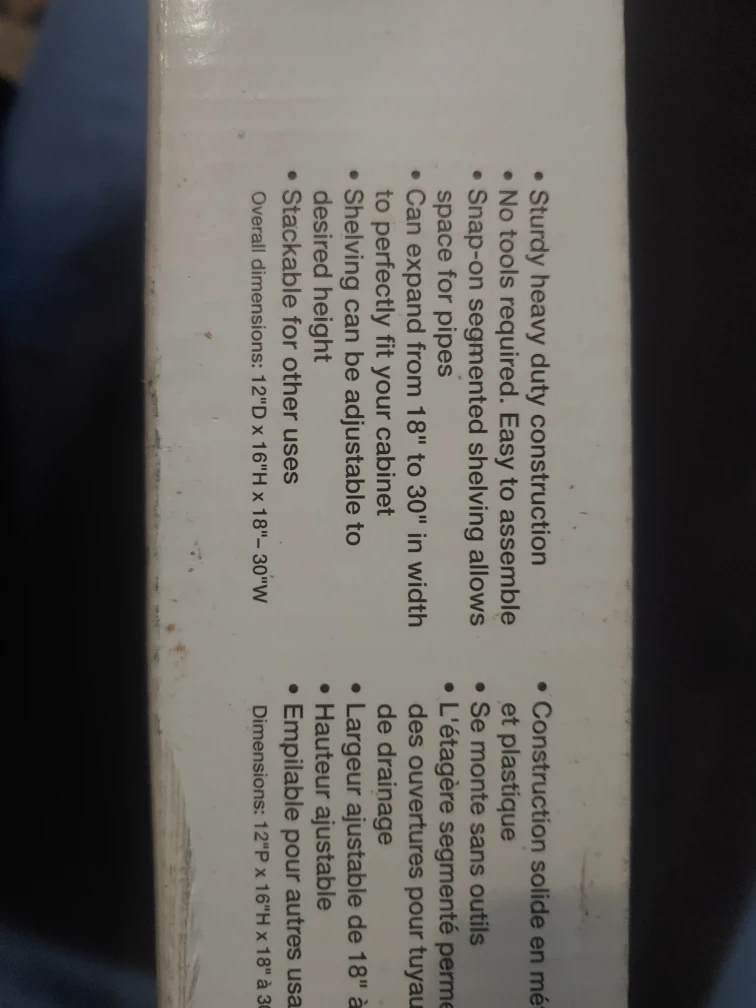 • Sturdy heavy duty construction
• No tools required. Easy to assemble
• Snap-on segmented shelving allows
space for pipes
• Can expand from 18" to 30" in width
to perfectly fit your cabinet
• Shelving can be adjustable to
desired height
• Stackable for other uses
Overall dimensions: 12"D x 16"H x 18"– 30"W
• Construction solide en
et plastique
• Se monte sans outils
• L'étagère segmenté
des ouvertures pour
de drainage
• Largeur ajustable de 18" à
• Hauteur ajustable
• Empilable pour autres
Dimensions: 12"P x 16"H x 18" à